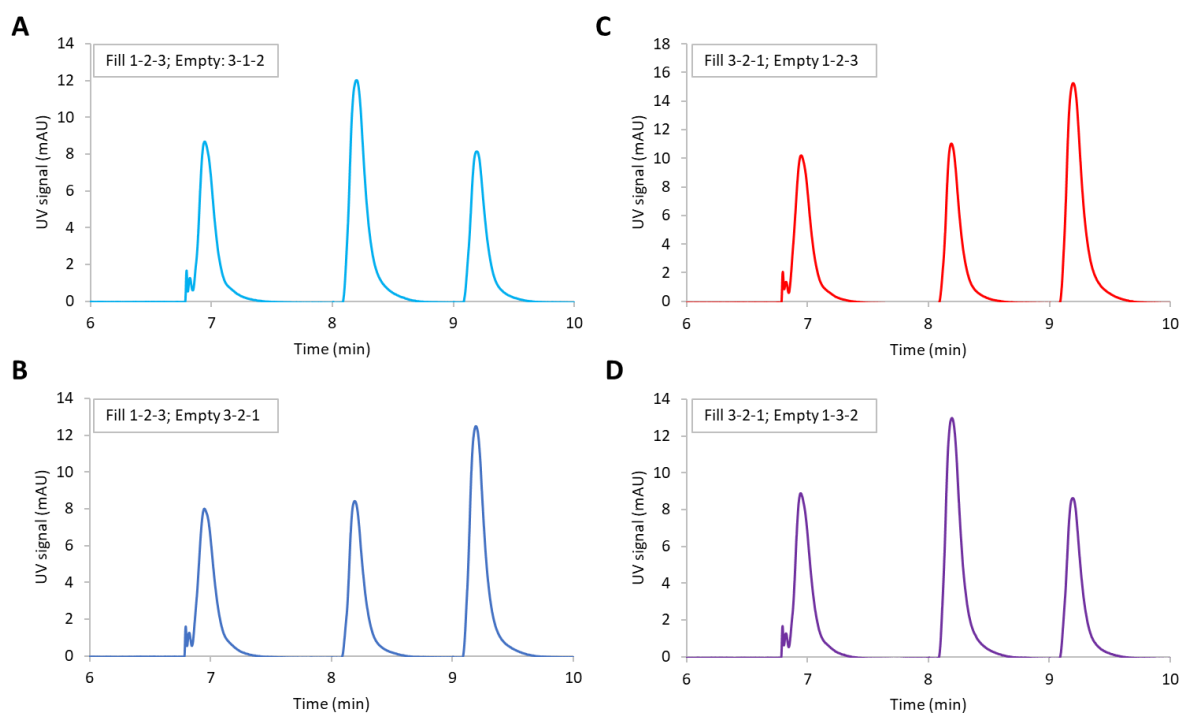 A
Fill 1-2-3; Empty: 3-1-2
UV signal (mAU)
14
12
10
8
6
4
2
0
6 7 8 9 10
Time (min)
B
Fill 1-2-3; Empty 3-2-1
UV signal (mAU)
14
12
10
8
6
4
2
0
6 7 8 9 10
Time (min)
C
Fill 3-2-1; Empty 1-2-3
UV signal (mAU)
18
16
14
12
10
8
6
4
2
0
6 7 8 9 10
Time (min)
D
Fill 3-2-1; Empty 1-3-2
UV signal (mAU)
14
12
10
8
6
4
2
0
6 7 8 9 10
Time (min)